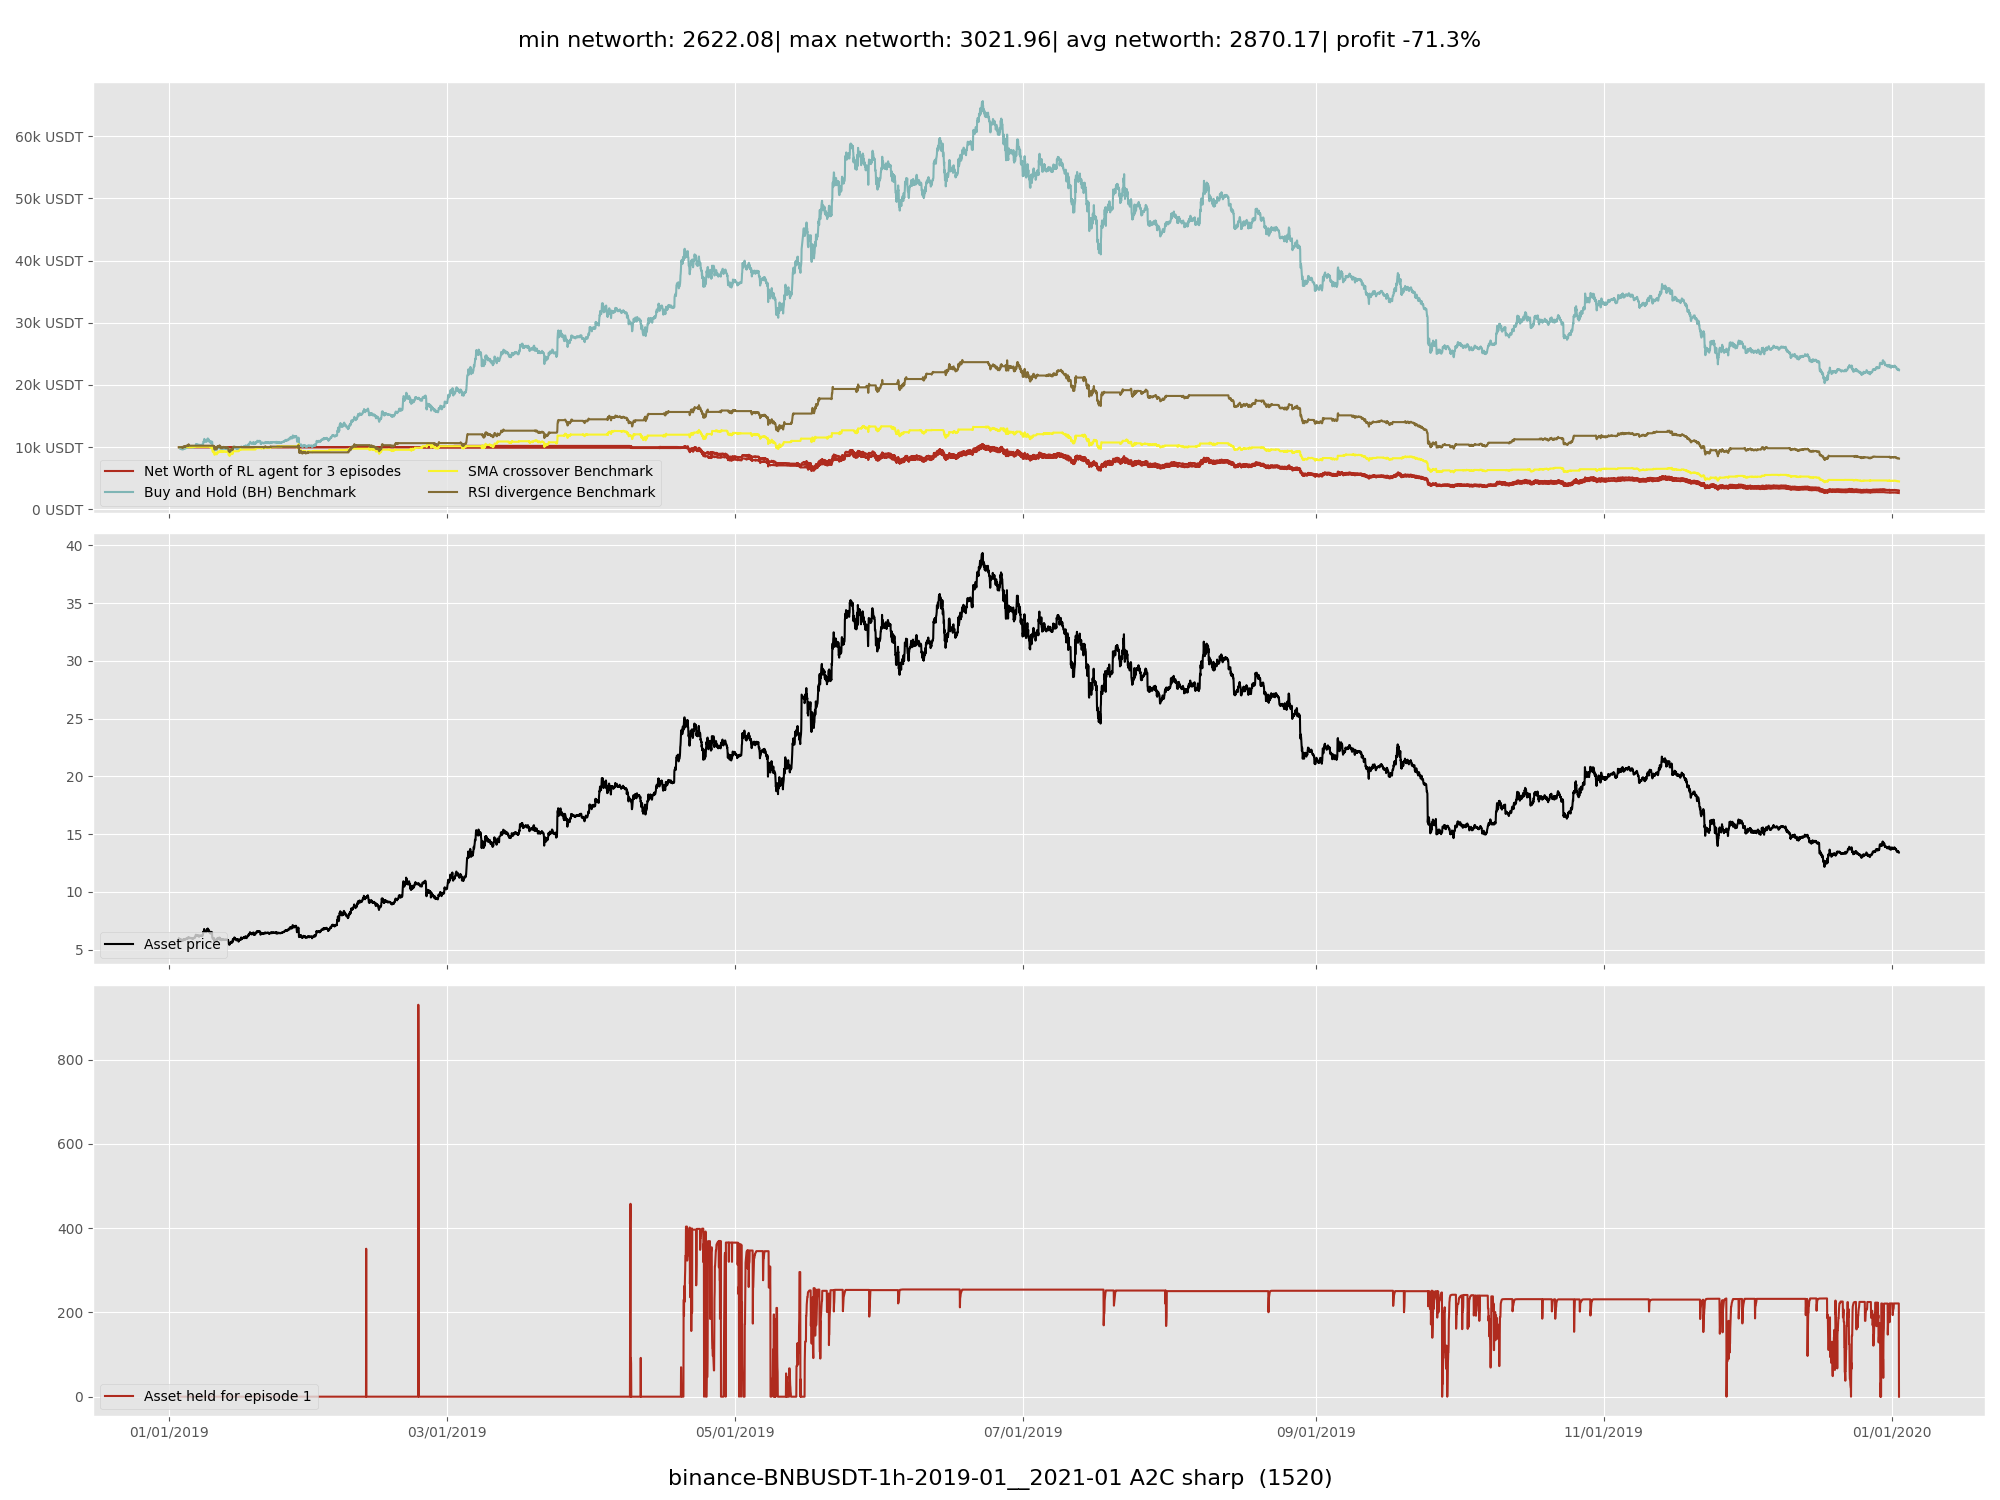 min networth: 2622.08| max networth: 3021.96| avg networth: 2870.17| profit -71.3%
60k USDT
50k USDT
40k USDT
30k USDT
20k USDT
10k USDT
0 USDT
Net Worth of RL agent for 3 episodes
Buy and Hold (BH) Benchmark
SMA crossover Benchmark
RSI divergence Benchmark
40
35
30
25
20
15
10
5
Asset price
800
600
400
200
0
Asset held for episode 1
01/01/2019 03/01/2019 05/01/2019 07/01/2019 09/01/2019 11/01/2019 01/01/2020
binance-BNBUSDT-1h-2019-01__2021-01 A2C sharp (1520)